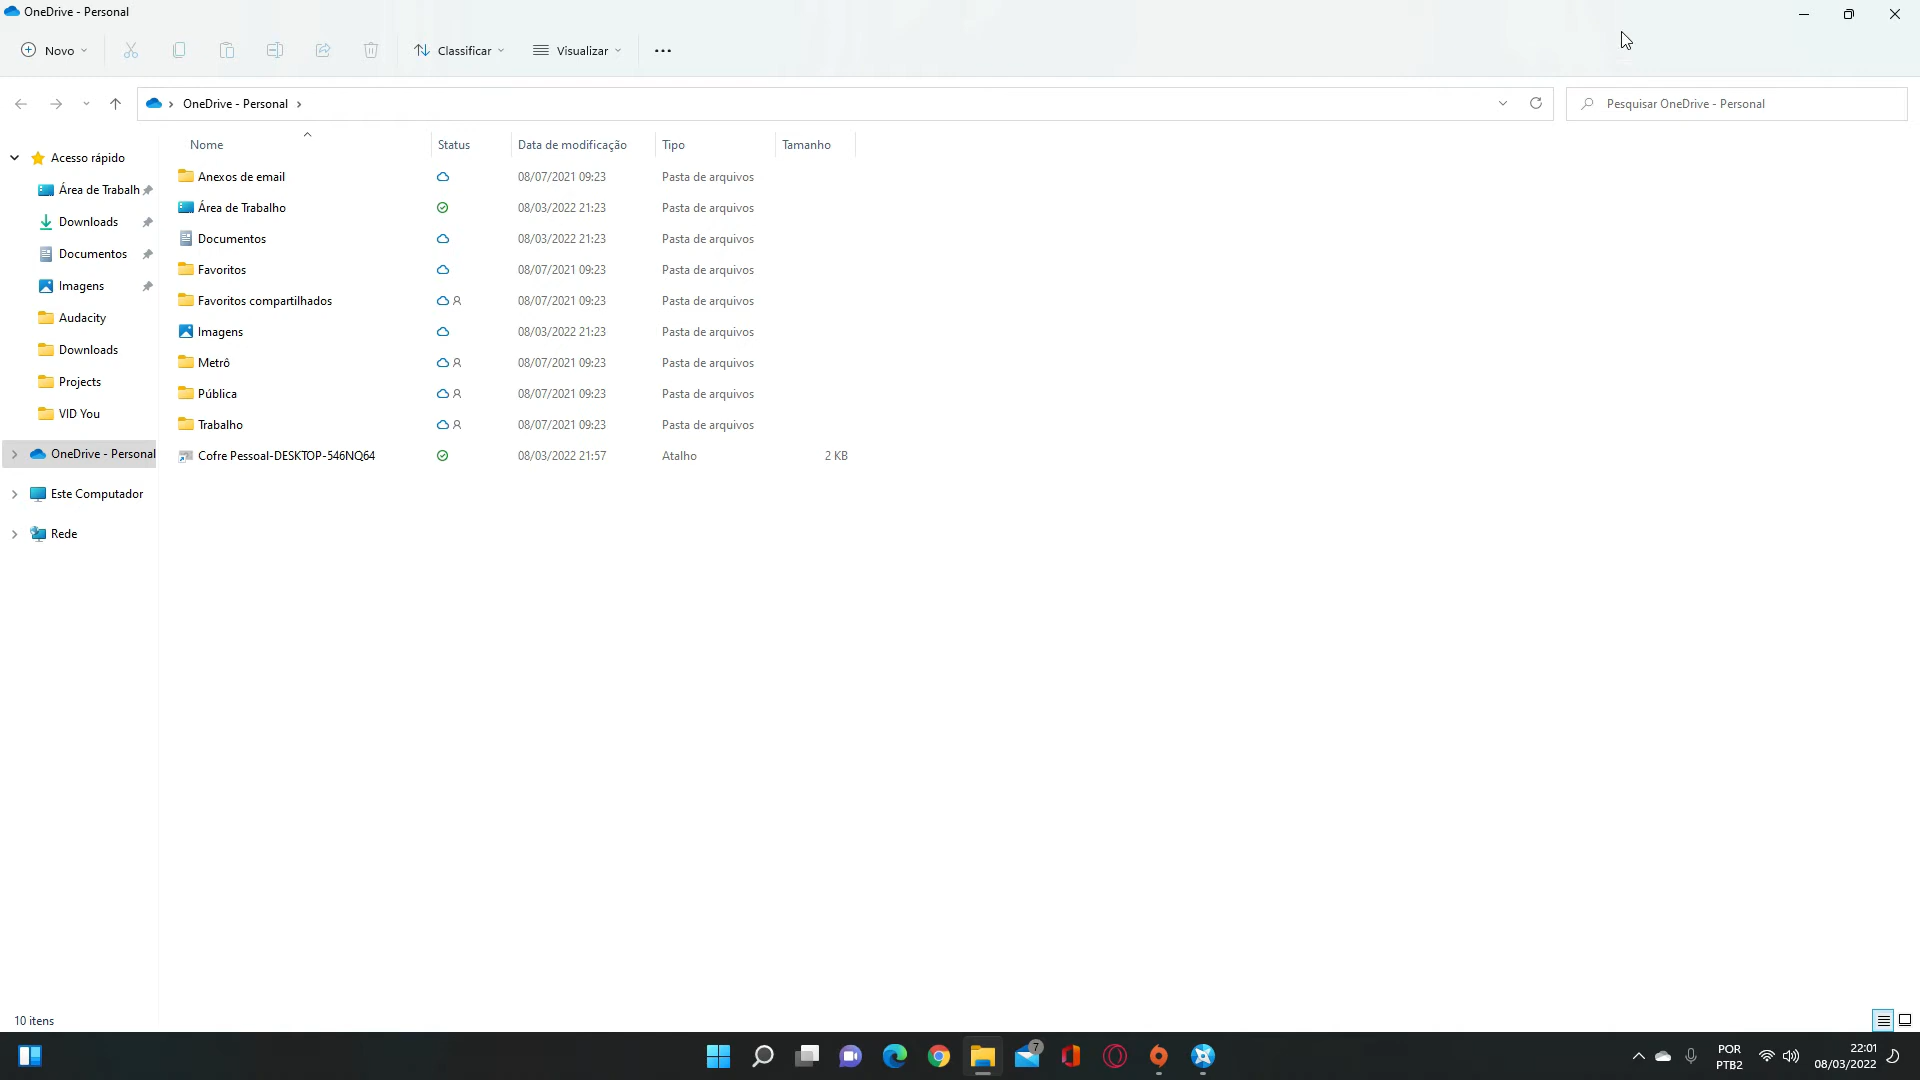 OneDrive - Personal
Novo
Classificar
Visualizar
OneDrive - Personal
Pesquisar OneDrive - Personal
Nome Status Data de modificação Tipo Tamanho
Acesso rápido
Área de Trabalh
Downloads
Documentos
Imagens
Audacity
Downloads
Projects
VID You
OneDrive - Personal
Este Computador
Rede
Anexos de email 08/07/2021 09:23 Pasta de arquivos
Área de Trabalho 08/03/2022 21:23 Pasta de arquivos
Documentos 08/03/2022 21:23 Pasta de arquivos
Favoritos 08/07/2021 09:23 Pasta de arquivos
Favoritos compartilhados 08/07/2021 09:23 Pasta de arquivos
Imagens 08/03/2022 21:23 Pasta de arquivos
Metrô 08/07/2021 09:23 Pasta de arquivos
Pública 08/07/2021 09:23 Pasta de arquivos
Trabalho 08/07/2021 09:23 Pasta de arquivos
Cofre Pessoal-DESKTOP-546NQ64 08/03/2022 21:57 Atalho 2 KB
10 itens
7
POR
PTB2
22:01
08/03/2022